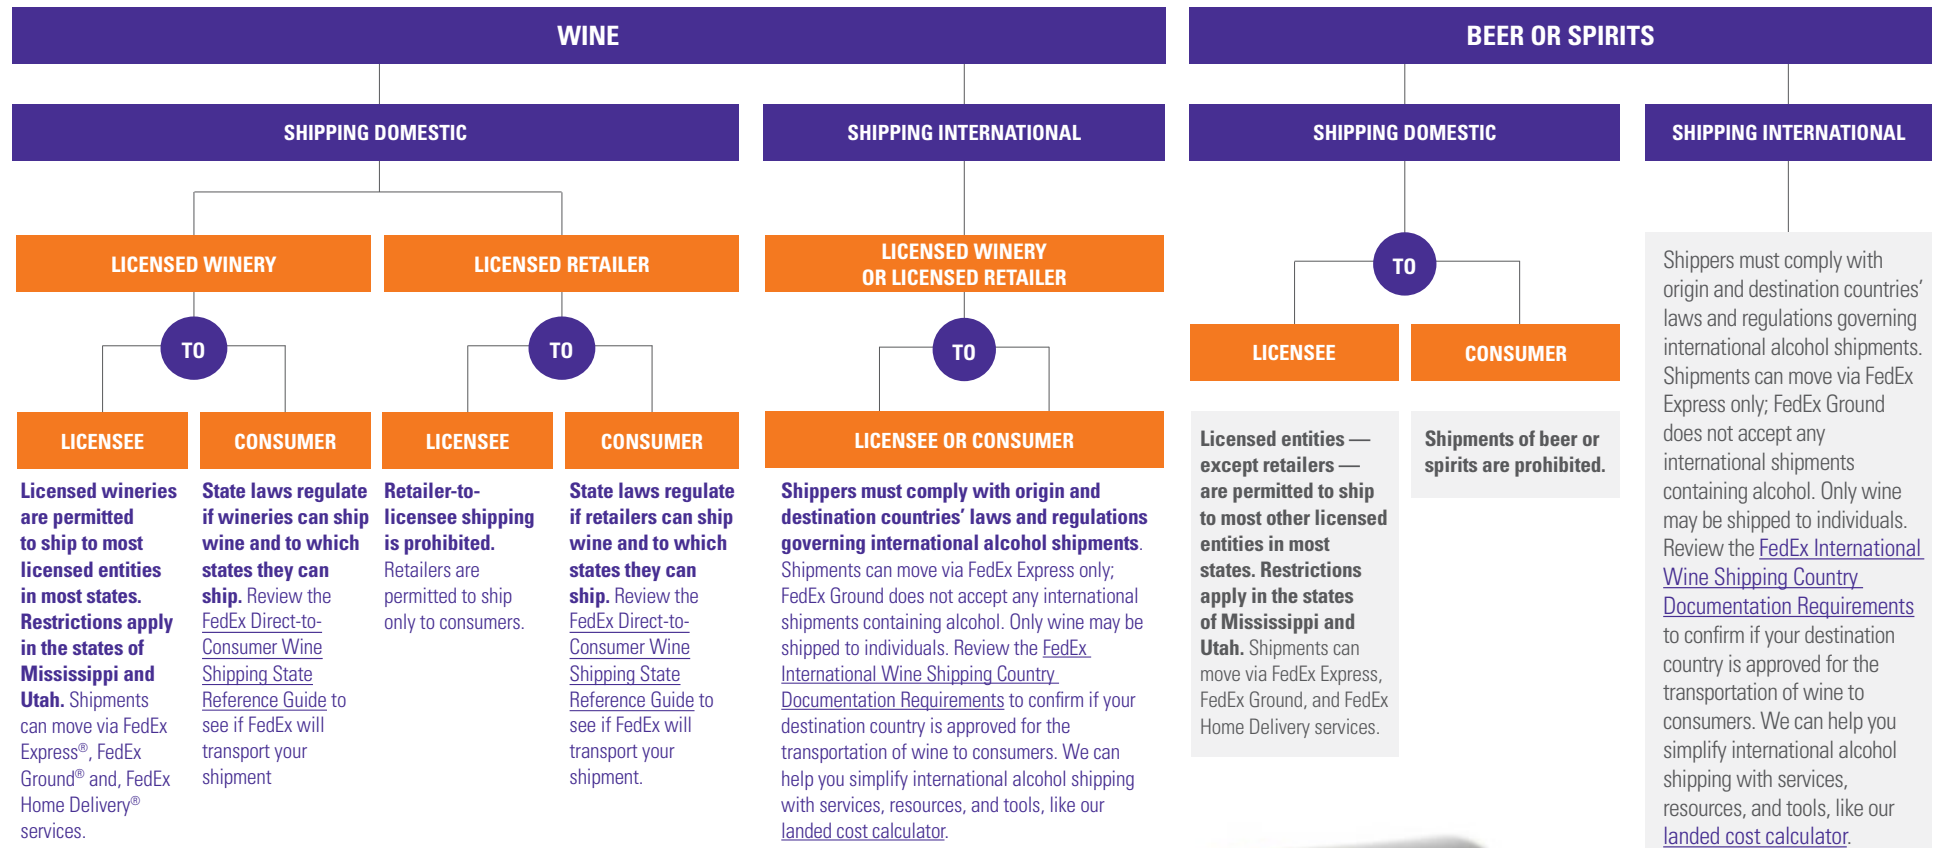 WINE
SHIPPING DOMESTIC
LICENSED WINERY
TO
LICENSEE
Licensed wineries
are permitted
to ship to most
licensed entities
in most states.
Restrictions apply
in the states of
Mississippi and
Utah. Shipments
can move via FedEx
Express®, FedEx
Ground® and, FedEx
Home Delivery®
services.
CONSUMER
State laws regulate
if wineries can ship
wine and to which
states they can
ship. Review the
FedEx Direct-to-
Consumer Wine
Shipping State
Reference Guide to
see if FedEx will
transport your
shipment
LICENSED RETAILER
TO
LICENSEE
Retailer-to-
licensee shipping
is prohibited.
Retailers are
permitted to ship
only to consumers.
CONSUMER
State laws regulate
if retailers can ship
wine and to which
states they can
ship. Review the
FedEx Direct-to-
Consumer Wine
Shipping State
Reference Guide to
see if FedEx will
transport your
shipment.
SHIPPING INTERNATIONAL
LICENSED WINERY
OR LICENSED RETAILER
TO
LICENSEE OR CONSUMER
Shippers must comply with origin and
destination countries' laws and regulations
governing international alcohol shipments.
Shipments can move via FedEx Express only;
FedEx Ground does not accept any international
shipments containing alcohol. Only wine may be
shipped to individuals. Review the FedEx
International Wine Shipping Country
Documentation Requirements to confirm if your
destination country is approved for the
transportation of wine to consumers. We can
help you simplify international alcohol shipping
with services, resources, and tools, like our
landed cost calculator.
BEER OR SPIRITS
SHIPPING DOMESTIC
TO
LICENSEE
Licensed entities —
except retailers —
are permitted to ship
to most other licensed
entities in most
states. Restrictions
apply in the states
of Mississippi and
Utah. Shipments can
move via FedEx Express,
FedEx Ground, and FedEx
Home Delivery services.
CONSUMER
Shipments of beer or
spirits are prohibited.
SHIPPING INTERNATIONAL
Shippers must comply with
origin and destination countries'
laws and regulations governing
international alcohol shipments.
Shipments can move via FedEx
Express only; FedEx Ground
does not accept any
international shipments
containing alcohol. Only wine
may be shipped to individuals.
Review the FedEx International
Wine Shipping Country
Documentation Requirements
to confirm if your destination
country is approved for the
transportation of wine to
consumers. We can help you
simplify international alcohol
shipping with services,
resources, and tools, like our
landed cost calculator.